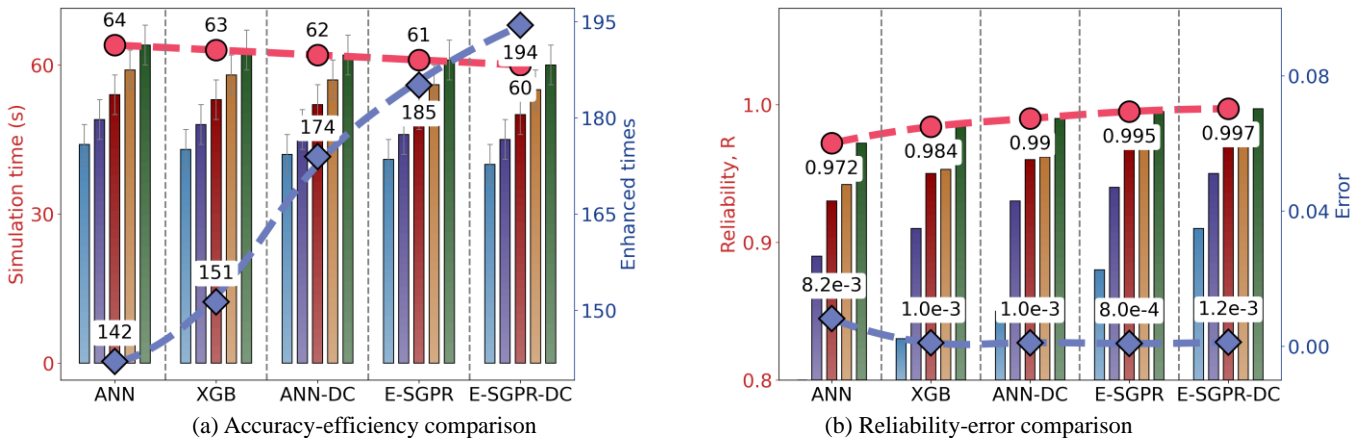 64
63
62
61
60
142
151
174
185
194
60
30
0
Simulation time (s)
195
180
165
150
Enhanced times
ANN
XGB
ANN-DC
E-SGPR
E-SGPR-DC
(a) Accuracy-efficiency comparison
1.0
0.9
0.8
Reliability, R
0.972
0.984
0.99
0.995
0.997
8.2e-3
1.0e-3
1.0e-3
8.0e-4
1.2e-3
0.08
0.04
0.00
Error
ANN
XGB
ANN-DC
E-SGPR
E-SGPR-DC
(b) Reliability-error comparison